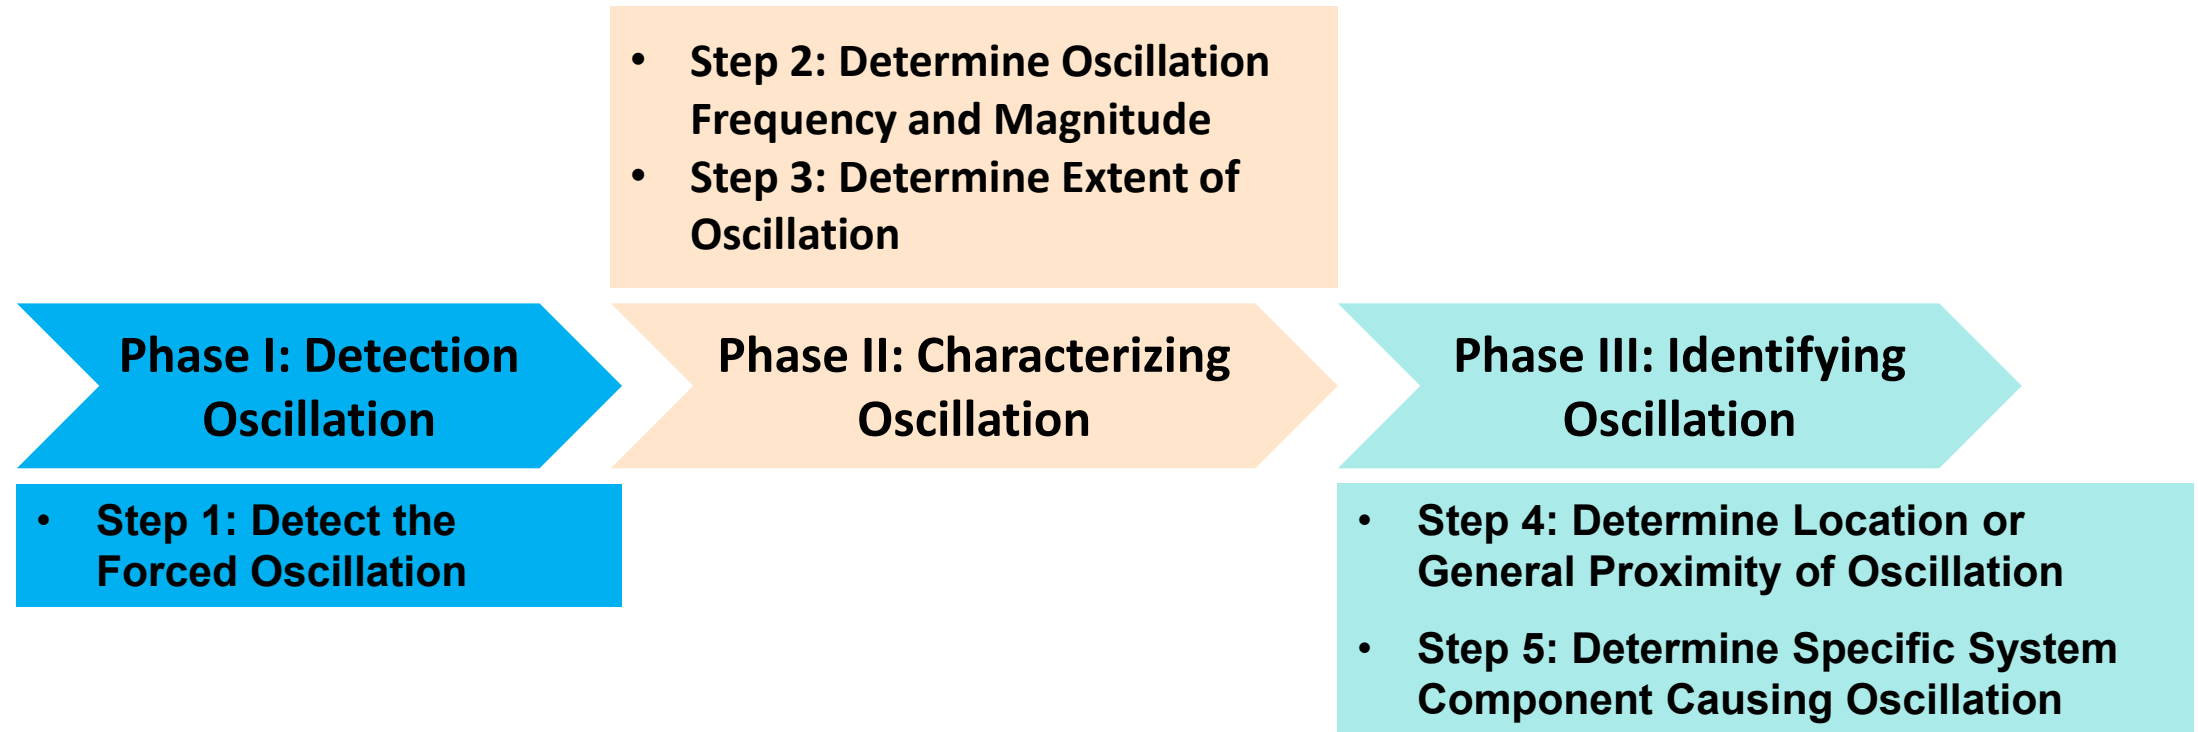 • Step 2: Determine Oscillation
Frequency and Magnitude
• Step 3: Determine Extent of
Oscillation
Phase I: Detection
Oscillation
Phase II: Characterizing
Oscillation
Phase III: Identifying
Oscillation
• Step 1: Detect the
Forced Oscillation
• Step 4: Determine Location or
General Proximity of Oscillation
• Step 5: Determine Specific System
Component Causing Oscillation